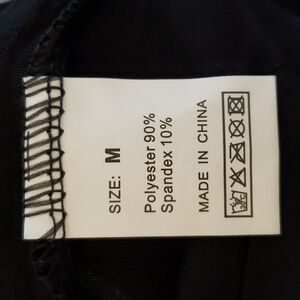 SIZE: M
Polyester 90%
Spandex 10%
MADE IN CHINA